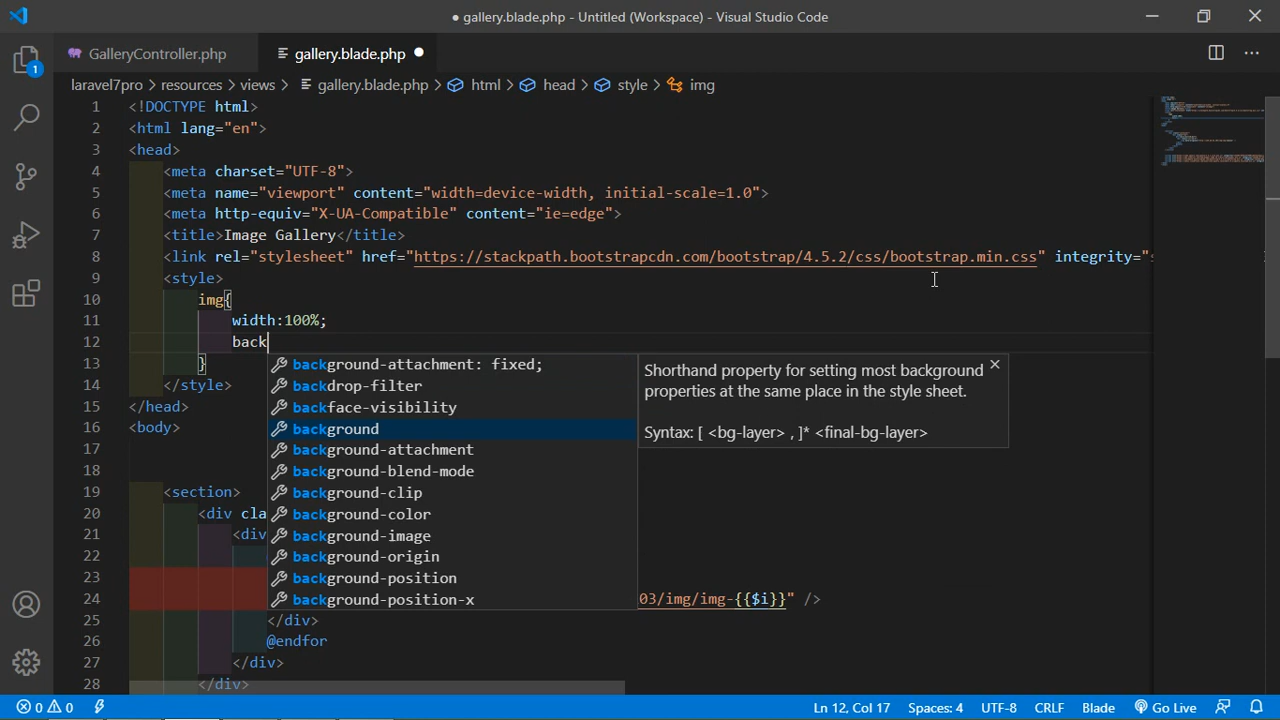 ● gallery.blade.php - Untitled (Workspace) - Visual Studio Code
GalleryController.php
gallery.blade.php ●
laravel7pro > resources > views > gallery.blade.php > html > head > style > img
1 <!DOCTYPE html>
2 <html lang="en">
3 <head>
4 <meta charset="UTF-8">
5 <meta name="viewport" content="width=device-width, initial-scale=1.0">
6 <meta http-equiv="X-UA-Compatible" content="ie=edge">
7 <title>Image Gallery</title>
8 <link rel="stylesheet" href="https://stackpath.bootstrapcdn.com/bootstrap/4.5.2/css/bootstrap.min.css" integrity="
9 <style>
10 img{
11 width:100%;
12 back
13 }
14 </style>
15 </head>
16 <body>
17
18
19 <section>
20 <div cla
21 <div
22
23
24 03/img/img-{{$i}}" />
25 </div>
26 @endfor
27 </div>
28 </div>
background-attachment: fixed;
backdrop-filter
backface-visibility
background
background-attachment
background-blend-mode
background-clip
background-color
background-image
background-origin
background-position
background-position-x
Shorthand property for setting most background
properties at the same place in the style sheet.
Syntax: [ <bg-layer> , ]* <final-bg-layer>
1
0 0 Ln 12, Col 17 Spaces: 4 UTF-8 CRLF Blade Go Live